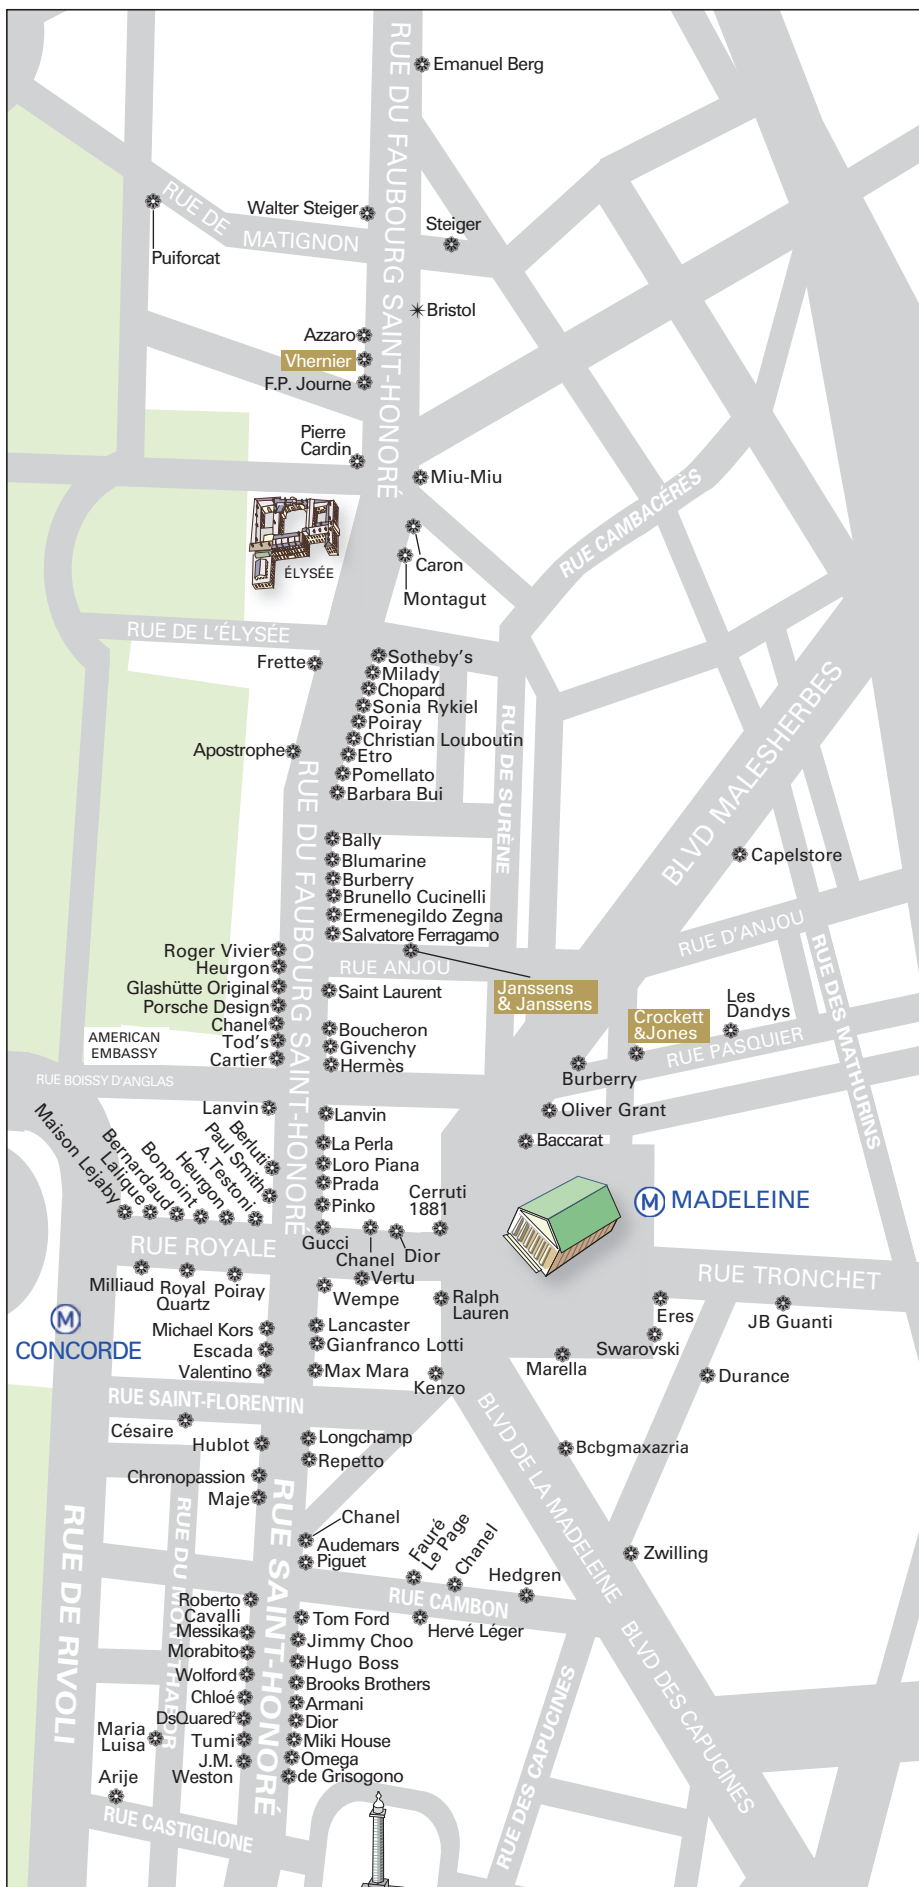 RUE DU FAUBOURG SAINT-HONORÉ
Emanuel Berg
RUE DE
MATIGNON
Walter Steiger
Steiger
Puiforcat
Bristol
Azzaro
Vhernier
F.P. Journe
Pierre
Cardin
Miu-Miu
RUE CAMBACÉRÈS
ÉLYSÉE
Caron
Montagut
RUE DE L'ÉLYSÉE
Frette
Sotheby's
Milady
Chopard
Sonia Rykiel
Poiray
Christian Louboutin
Etro
Pomellato
Barbara Bui
Apostrophe
RUE DE SURÈNE
BLVD MALESHERBES
RUE DU FAUBOURG SAINT-HONORÉ
Bally
Blumarine
Burberry
Brunello Cucinelli
Ermenegildo Zegna
Salvatore Ferragamo
Capelstore
RUE D'ANJOU
RUE DES MATHURINS
Roger Vivier
Heurgon
Glashütte Original
Porsche Design
Chanel
Tod's
Cartier
AMERICAN
EMBASSY
RUE ANJOU
Saint Laurent
Boucheron
Givenchy
Hermès
Janssens
& Janssens
Crockett
&Jones
Les
Dandys
RUE PASQUIER
Burberry
Oliver Grant
Baccarat
RUE BOISSY D'ANGLAS
Lanvin
Lanvin
Maison Lejaby
Lalique
Bernardaud
Bonpoint
Heurgon
A. Testoni
Paul Smith
Berluti
La Perla
Loro Piana
Prada
Pinko
Gucci
Chanel
Dior
Cerruti
1881
M MADELEINE
RUE ROYALE
RUE TRONCHET
Milliaud
Royal
Quartz
Poiray
Vertu
Wempe
Ralph
Lauren
Eres
JB Guanti
Swarovski
Marella
Durance
M
CONCORDE
Michael Kors
Escada
Valentino
Lancaster
Gianfranco Lotti
Max Mara
Kenzo
RUE SAINT-FLORENTIN
Césaire
Hublot
Chronopassion
Maje
Longchamp
Repetto
BLVD DE LA MADELEINE
Bcbgmaxazria
Zwilling
RUE DE RIVOLI
RUE DU MONTHABOR
RUE SAINT-HONORÉ
Chanel
Audemars
Piguet
Fauré
Le Page
Chanel
Hedgren
RUE CAMBON
Hervé Léger
Roberto
Cavalli
Messika
Morabito
Wolford
Chloé
DsQuared²
Tumi
J.M.
Weston
Tom Ford
Jimmy Choo
Hugo Boss
Brooks Brothers
Armani
Dior
Miki House
Omega
de Grisogono
BLVD DES CAPUCINES
RUE DES CAPUCINES
Maria
Luisa
Arije
RUE CASTIGLIONE